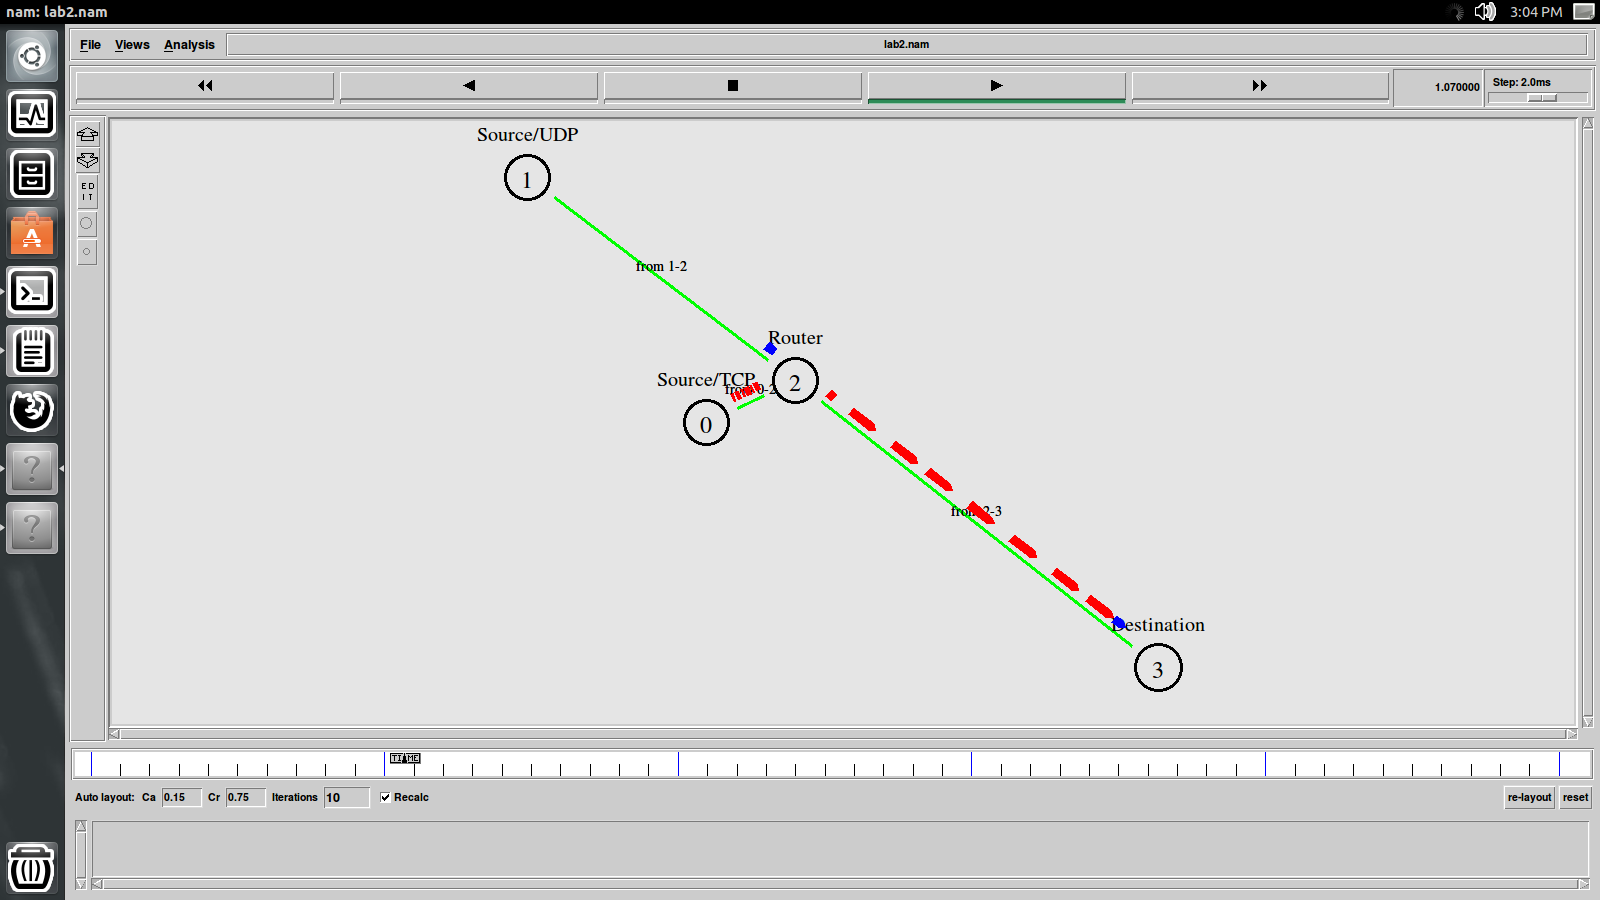 nam: lab2.nam
3:04 PM
File Views Analysis
lab2.nam
1.070000
Step: 2.0ms
ED
IT
Source/UDP
1
from 1-2
Router
2
Source/TCP
from 0-2
0
from 2-3
Destination
3
TIME
Auto layout: Ca 0.15 Cr 0.75 Iterations 10 Recalc
re-layout reset